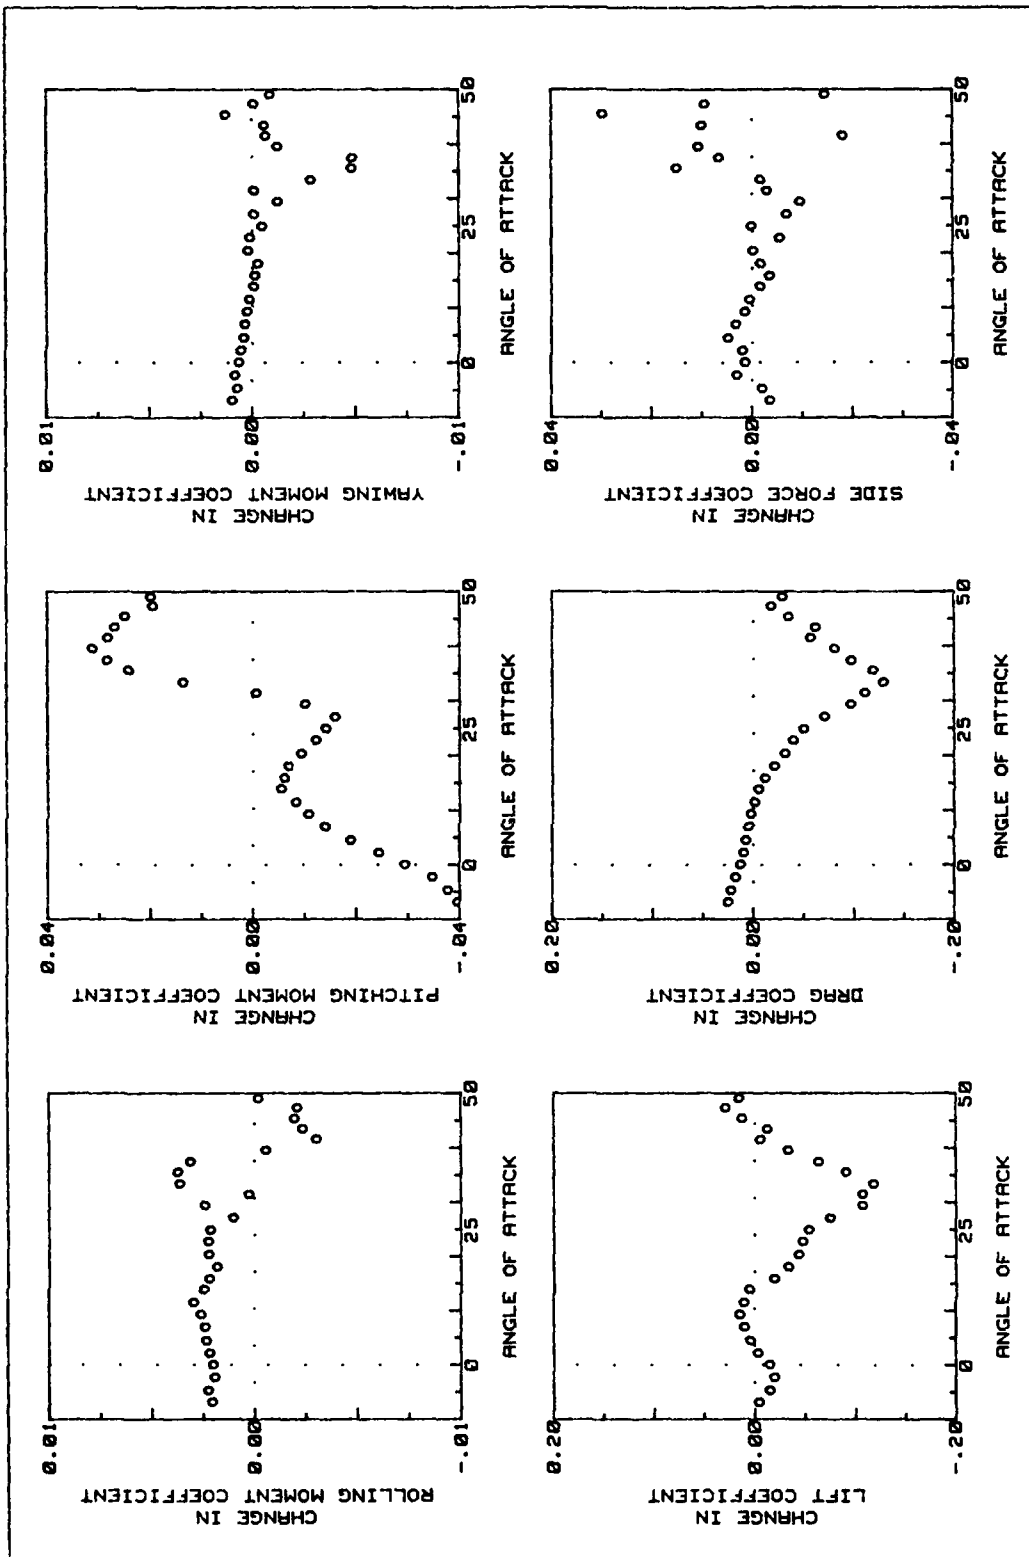 0.01
0.00
-.01
CHANGE IN
ROLLING MOMENT COEFFICIENT
0
25
50
ANGLE OF ATTACK
0.04
0.00
-.04
CHANGE IN
PITCHING MOMENT COEFFICIENT
0
25
50
ANGLE OF ATTACK
0.01
0.00
-.01
CHANGE IN
YAWING MOMENT COEFFICIENT
0
25
50
ANGLE OF ATTACK
0.20
0.00
-.20
CHANGE IN
LIFT COEFFICIENT
0
25
50
ANGLE OF ATTACK
0.20
0.00
-.20
CHANGE IN
DRAG COEFFICIENT
0
25
50
ANGLE OF ATTACK
0.04
0.00
-.04
CHANGE IN
SIDE FORCE COEFFICIENT
0
25
50
ANGLE OF ATTACK